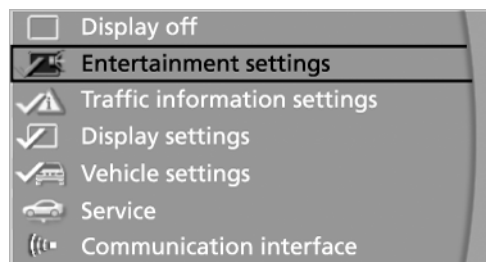 Display off
Entertainment settings
Traffic information settings
Display settings
Vehicle settings
Service
Communication interface